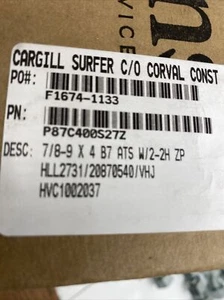 CARGILL SURFER C/O CORVAL CONST
PO#:
F1674-1133
PN:
P87C400S27Z
DESC: 7/8-9 X 4 B7 ATS W/2-2H ZP
HLL2731/20870540/VHJ
HVC1002037